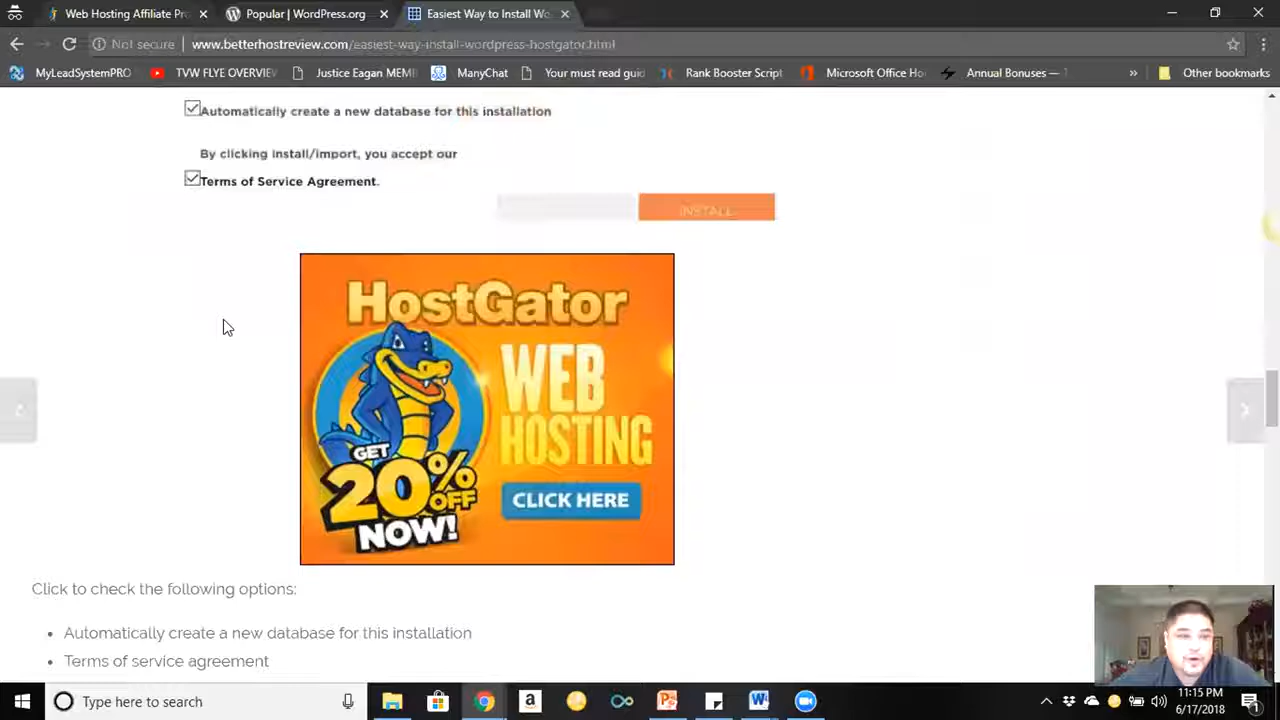 Web Hosting Affiliate Pro
Popular | WordPress.org
Easiest Way to Install Wo
Not secure
www.betterhostreview.com/easiest-way-install-wordpress-hostgator.html
MyLeadSystemPRO
TVW FLYE OVERVIEW
Justice Eagan MEMB
ManyChat
Your must read guid
Rank Booster Script
Microsoft Office Ho
Annual Bonuses —
Other bookmarks
Automatically create a new database for this installation
By clicking install/import, you accept our
Terms of Service Agreement.
INSTALL
HostGator
WEB
HOSTING
GET
20%
OFF
NOW!
CLICK HERE
Click to check the following options:
Automatically create a new database for this installation
Terms of service agreement
Type here to search
11:15 PM
6/17/2018